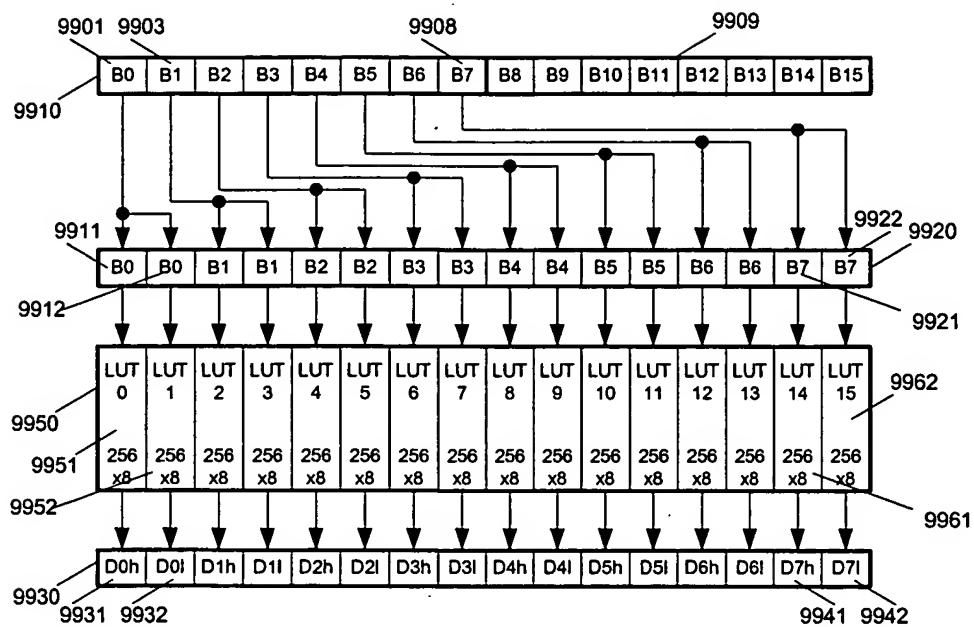 9901 9903 9908 9909
B0 B1 B2 B3 B4 B5 B6 B7 B8 B9 B10 B11 B12 B13 B14 B15
9910
9911 9922
9920
B0 B0 B1 B1 B2 B2 B3 B3 B4 B4 B5 B5 B6 B6 B7 B7
9912 9921
LUT LUT LUT LUT LUT LUT LUT LUT LUT LUT LUT LUT LUT LUT LUT LUT
0 1 2 3 4 5 6 7 8 9 10 11 12 13 14 15
9962
9950
9951
256 256 256 256 256 256 256 256 256 256 256 256 256 256 256 256
x8 x8 x8 x8 x8 x8 x8 x8 x8 x8 x8 x8 x8 x8 x8 x8
9952 9961
D0h D0l D1h D1l D2h D2l D3h D3l D4h D4l D5h D5l D6h D6l D7h D7l
9930
9931 9932 9941 9942